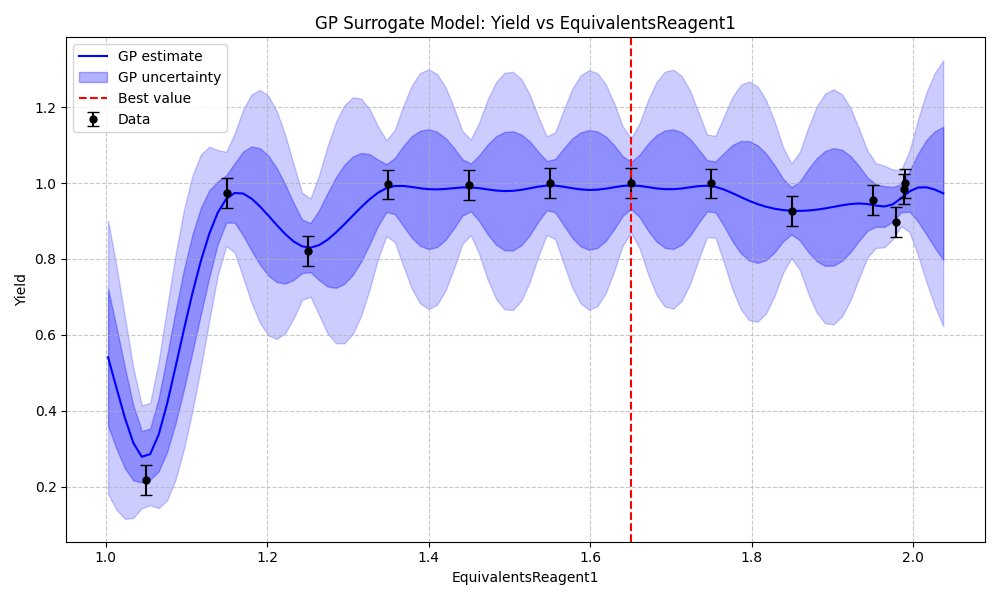 GP Surrogate Model: Yield vs EquivalentsReagent1
GP estimate
GP uncertainty
Best value
Data
Yield
1.2
1.0
0.8
0.6
0.4
0.2
1.0 1.2 1.4 1.6 1.8 2.0
EquivalentsReagent1